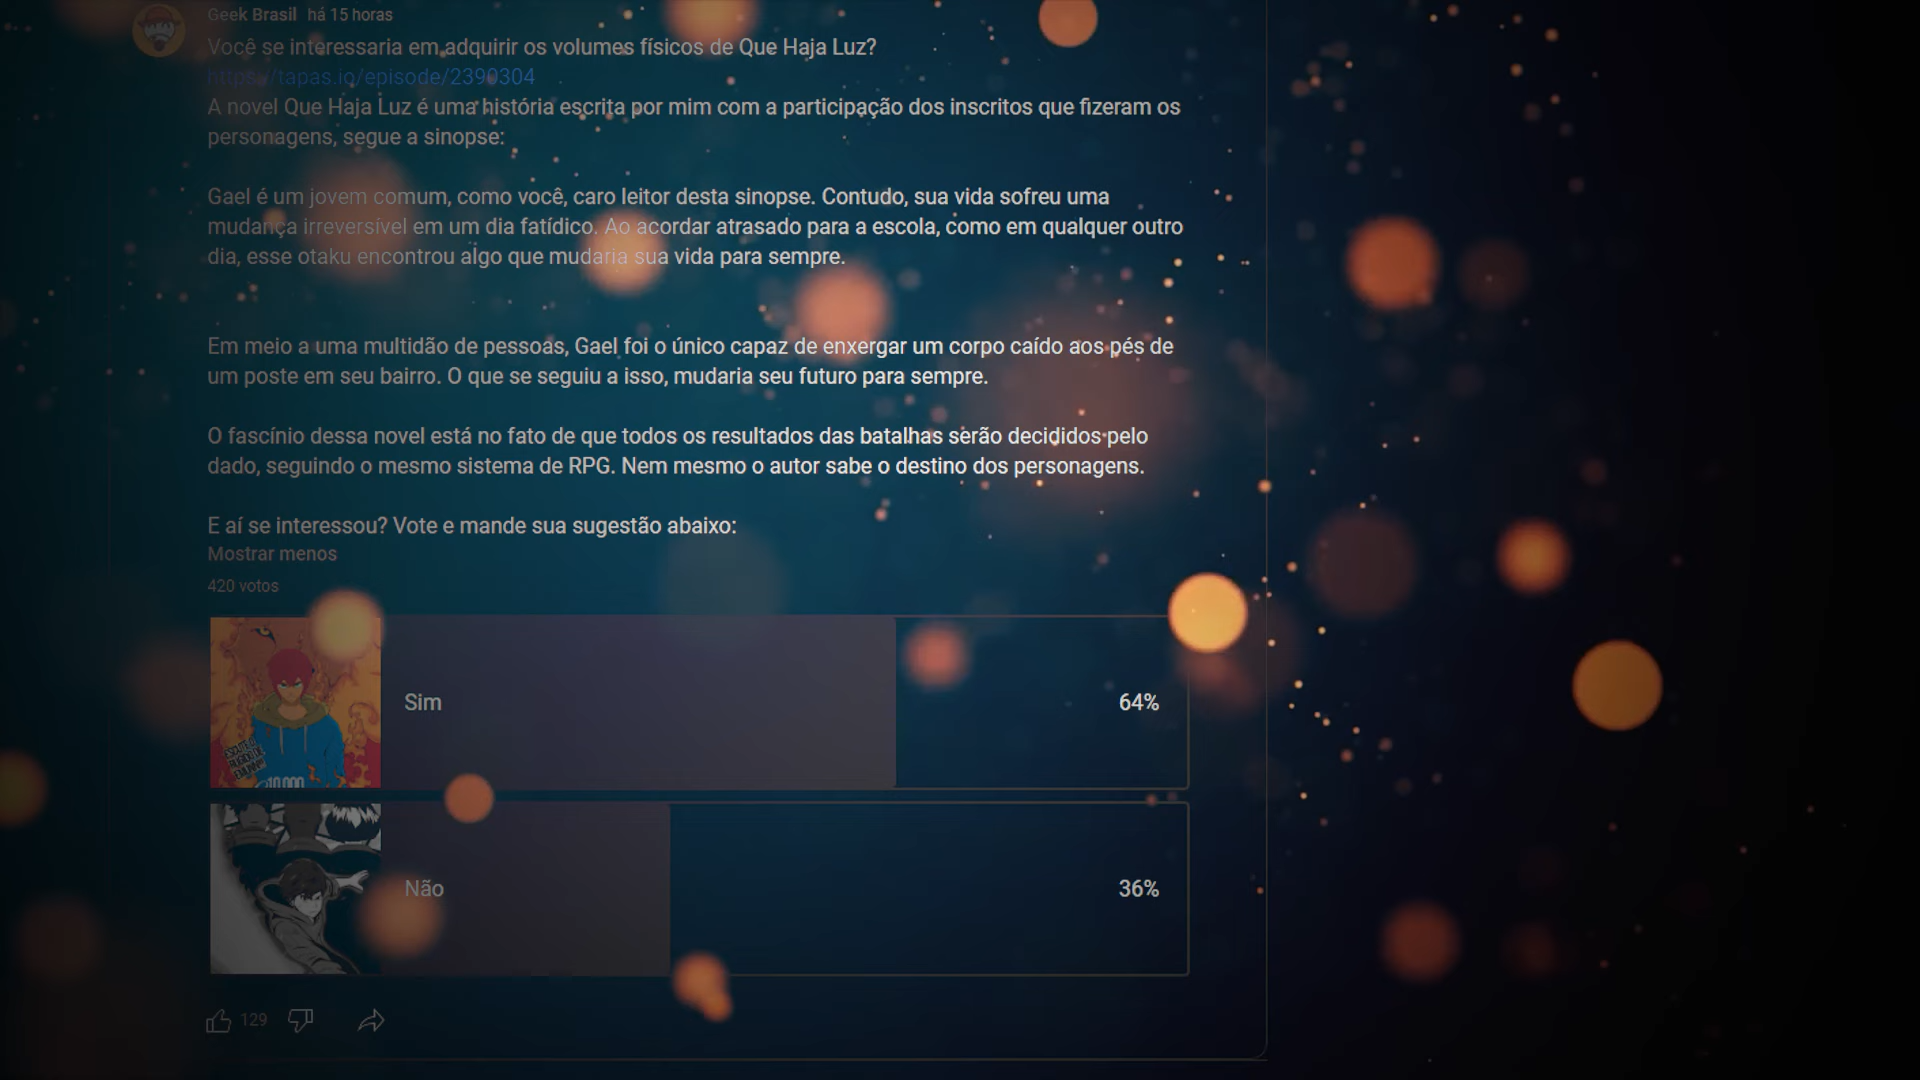 Geek Brasil há 15 horas
Você se interessaria em adquirir os volumes físicos de Que Haja Luz?
https://tapas.io/episode/2390304
A novel Que Haja Luz é uma história escrita por mim com a participação dos inscritos que fizeram os
personagens, segue a sinopse:
Gael é um jovem comum, como você, caro leitor desta sinopse. Contudo, sua vida sofreu uma
mudança irreversível em um dia fatídico. Ao acordar atrasado para a escola, como em qualquer outro
dia, esse otaku encontrou algo que mudaria sua vida para sempre.
Em meio a uma multidão de pessoas, Gael foi o único capaz de enxergar um corpo caído aos pés de
um poste em seu bairro. O que se seguiu a isso, mudaria seu futuro para sempre.
O fascínio dessa novel está no fato de que todos os resultados das batalhas serão decididos pelo
dado, seguindo o mesmo sistema de RPG. Nem mesmo o autor sabe o destino dos personagens.
E aí se interessou? Vote e mande sua sugestão abaixo:
Mostrar menos
420 votos
Sim 64%
10.000
Não 36%
129